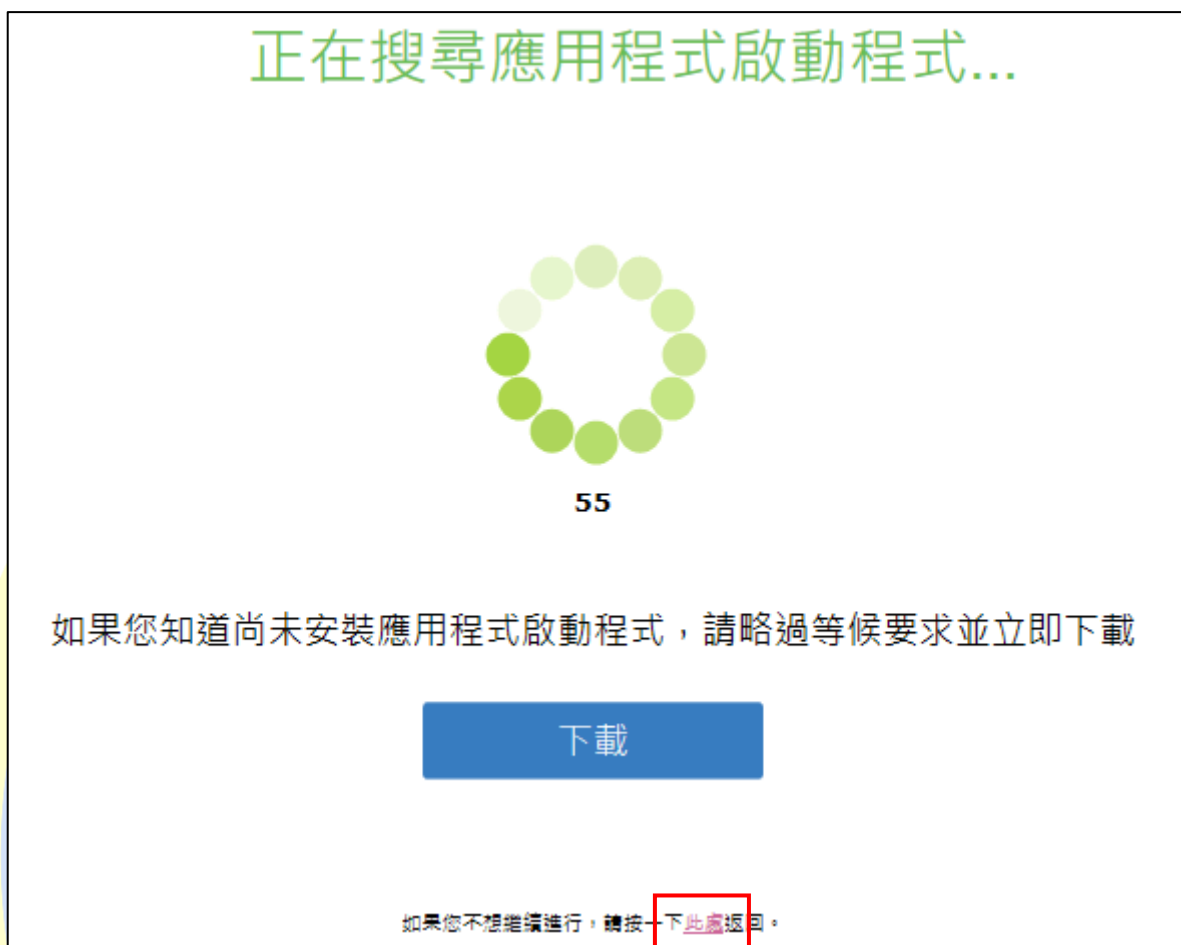 正在搜尋應用程式啟動程式...
55
如果您知道尚未安裝應用程式啟動程式，請略過等候要求並立即下載
下載
如果您不想繼續進行，請按一下此處返回。